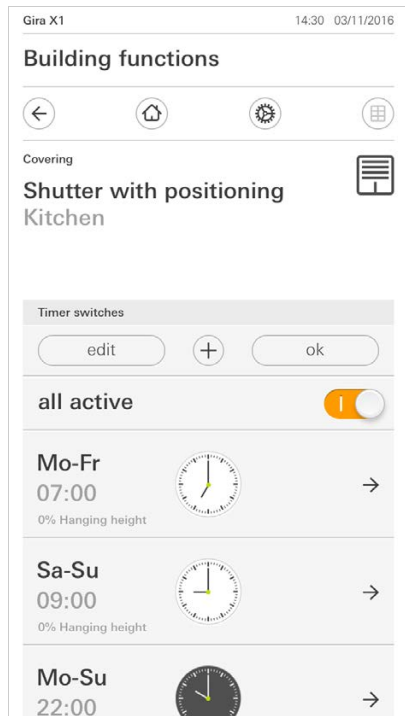 Gira X1 14:30 03/11/2016
Building functions
Covering
Shutter with positioning
Kitchen
Timer switches
edit + ok
all active
Mo-Fr
07:00
0% Hanging height
Sa-Su
09:00
0% Hanging height
Mo-Su
22:00